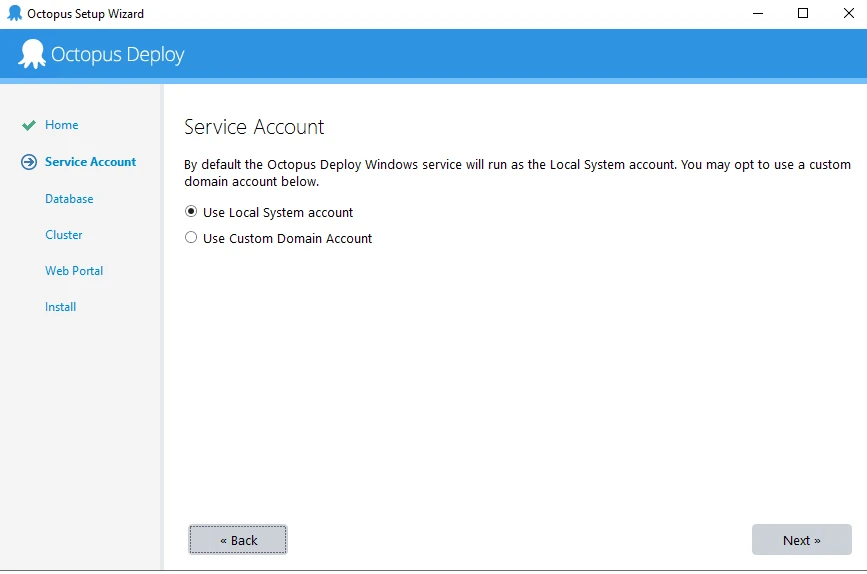 Octopus Setup Wizard
Octopus Deploy
Home
Service Account
Database
Cluster
Web Portal
Install
Service Account
By default the Octopus Deploy Windows service will run as the Local System account. You may opt to use a custom
domain account below.
Use Local System account
Use Custom Domain Account
« Back
Next »